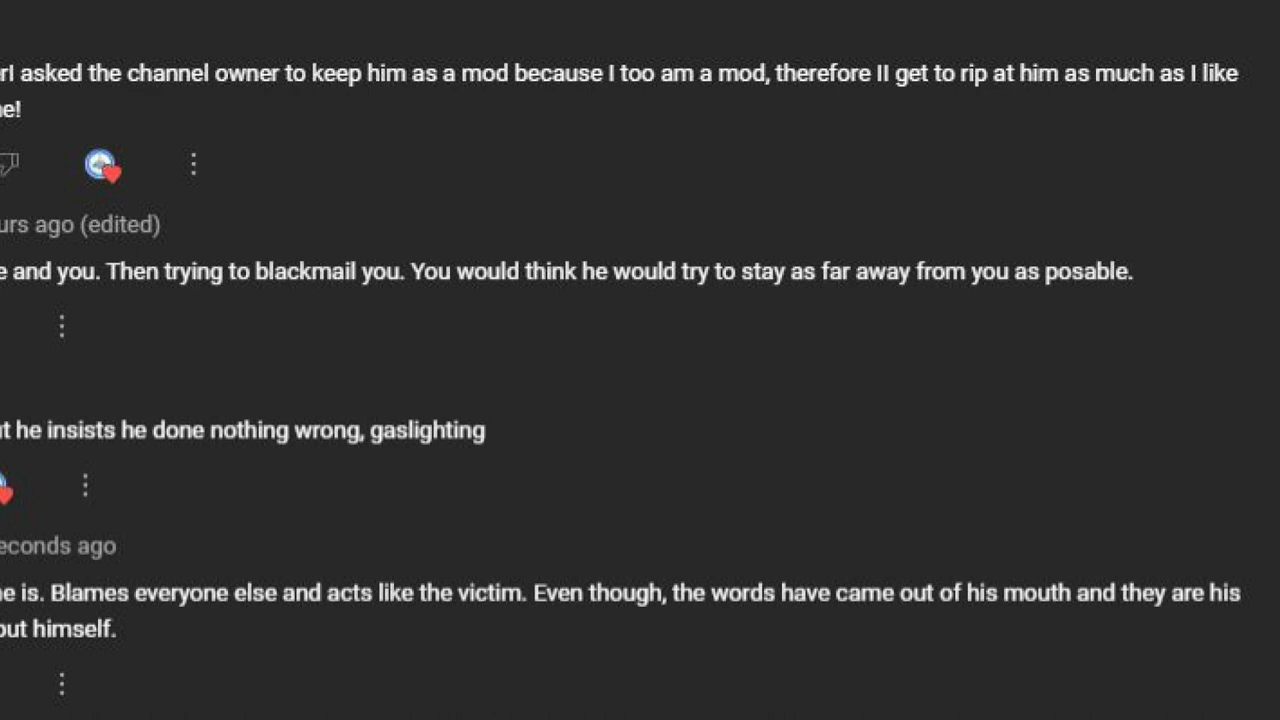 rI asked the channel owner to keep him as a mod because I too am a mod, therefore II get to rip at him as much as I like
e!
urs ago (edited)
e and you. Then trying to blackmail you. You would think he would try to stay as far away from you as posable.
t he insists he done nothing wrong, gaslighting
econds ago
e is. Blames everyone else and acts like the victim. Even though, the words have came out of his mouth and they are his
out himself.